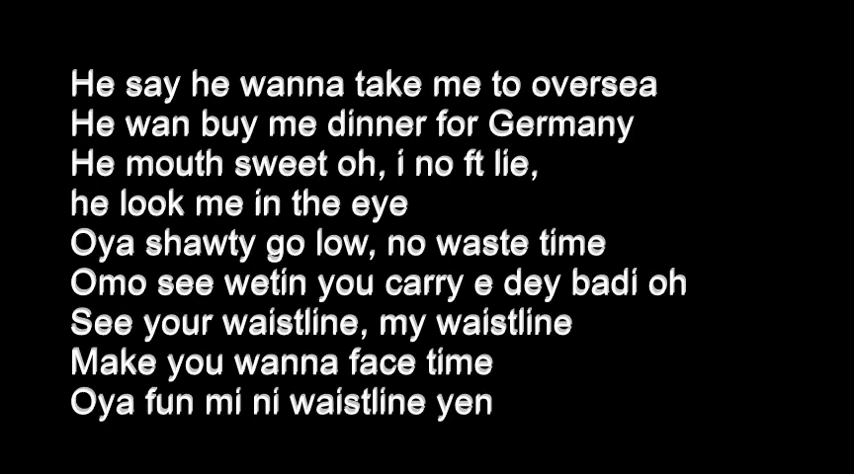 He say he wanna take me to oversea
He wan buy me dinner for Germany
He mouth sweet oh, i no ft lie,
he look me in the eye
Oya shawty go low, no waste time
Omo see wetin you carry e dey badi oh
See your waistline, my waistline
Make you wanna face time
Oya fun mi ni waistline yen